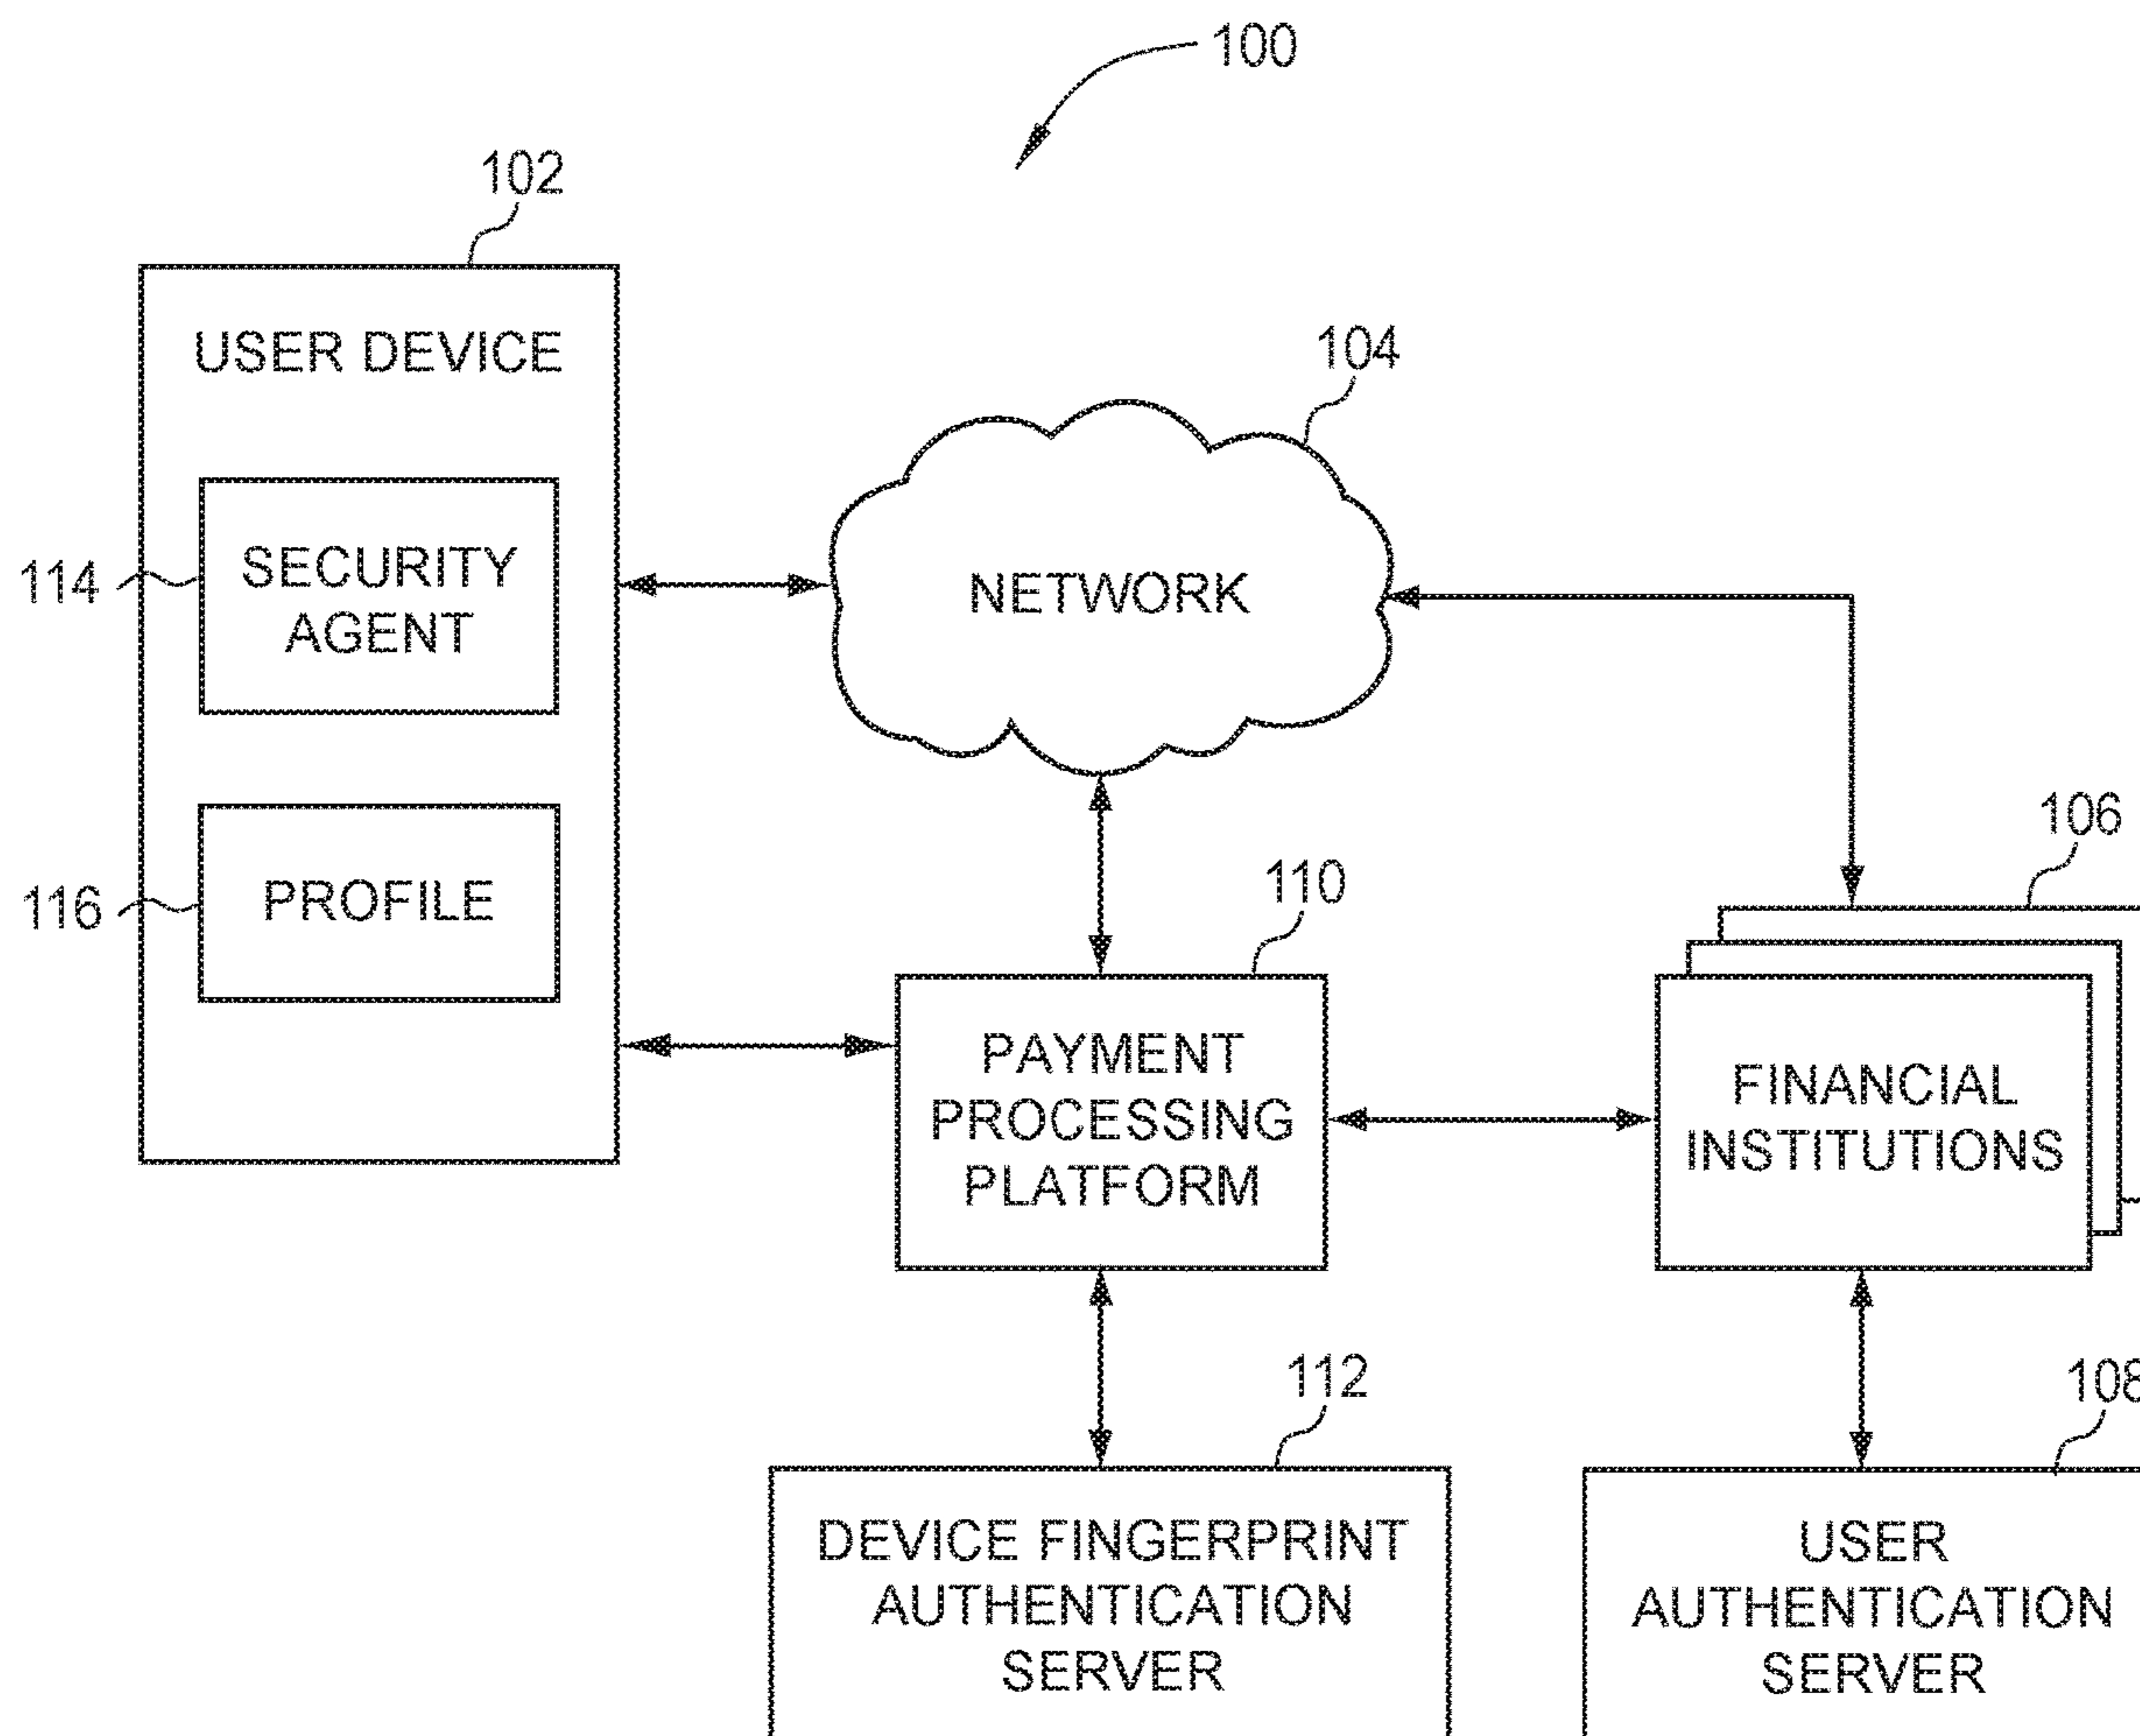 100
102
USER DEVICE
104
114
SECURITY
AGENT
NETWORK
106
110
116
PROFILE
PAYMENT
PROCESSING
PLATFORM
FINANCIAL
INSTITUTIONS
112
108
DEVICE FINGERPRINT
AUTHENTICATION
SERVER
USER
AUTHENTICATION
SERVER